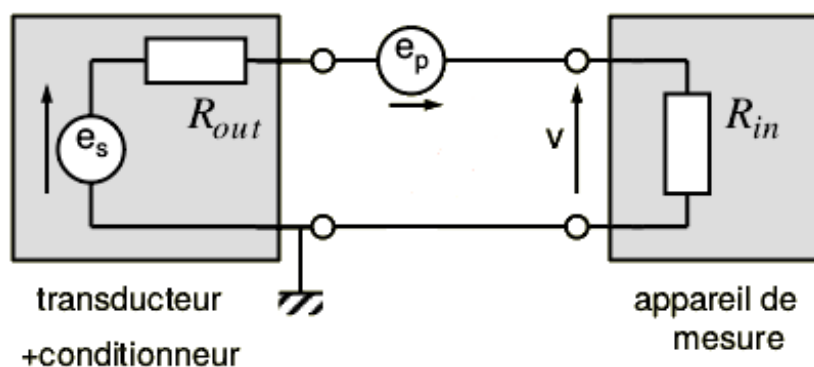 e_p
R_out
e_s
v
R_in
transducteur
+conditionneur
appareil de
mesure